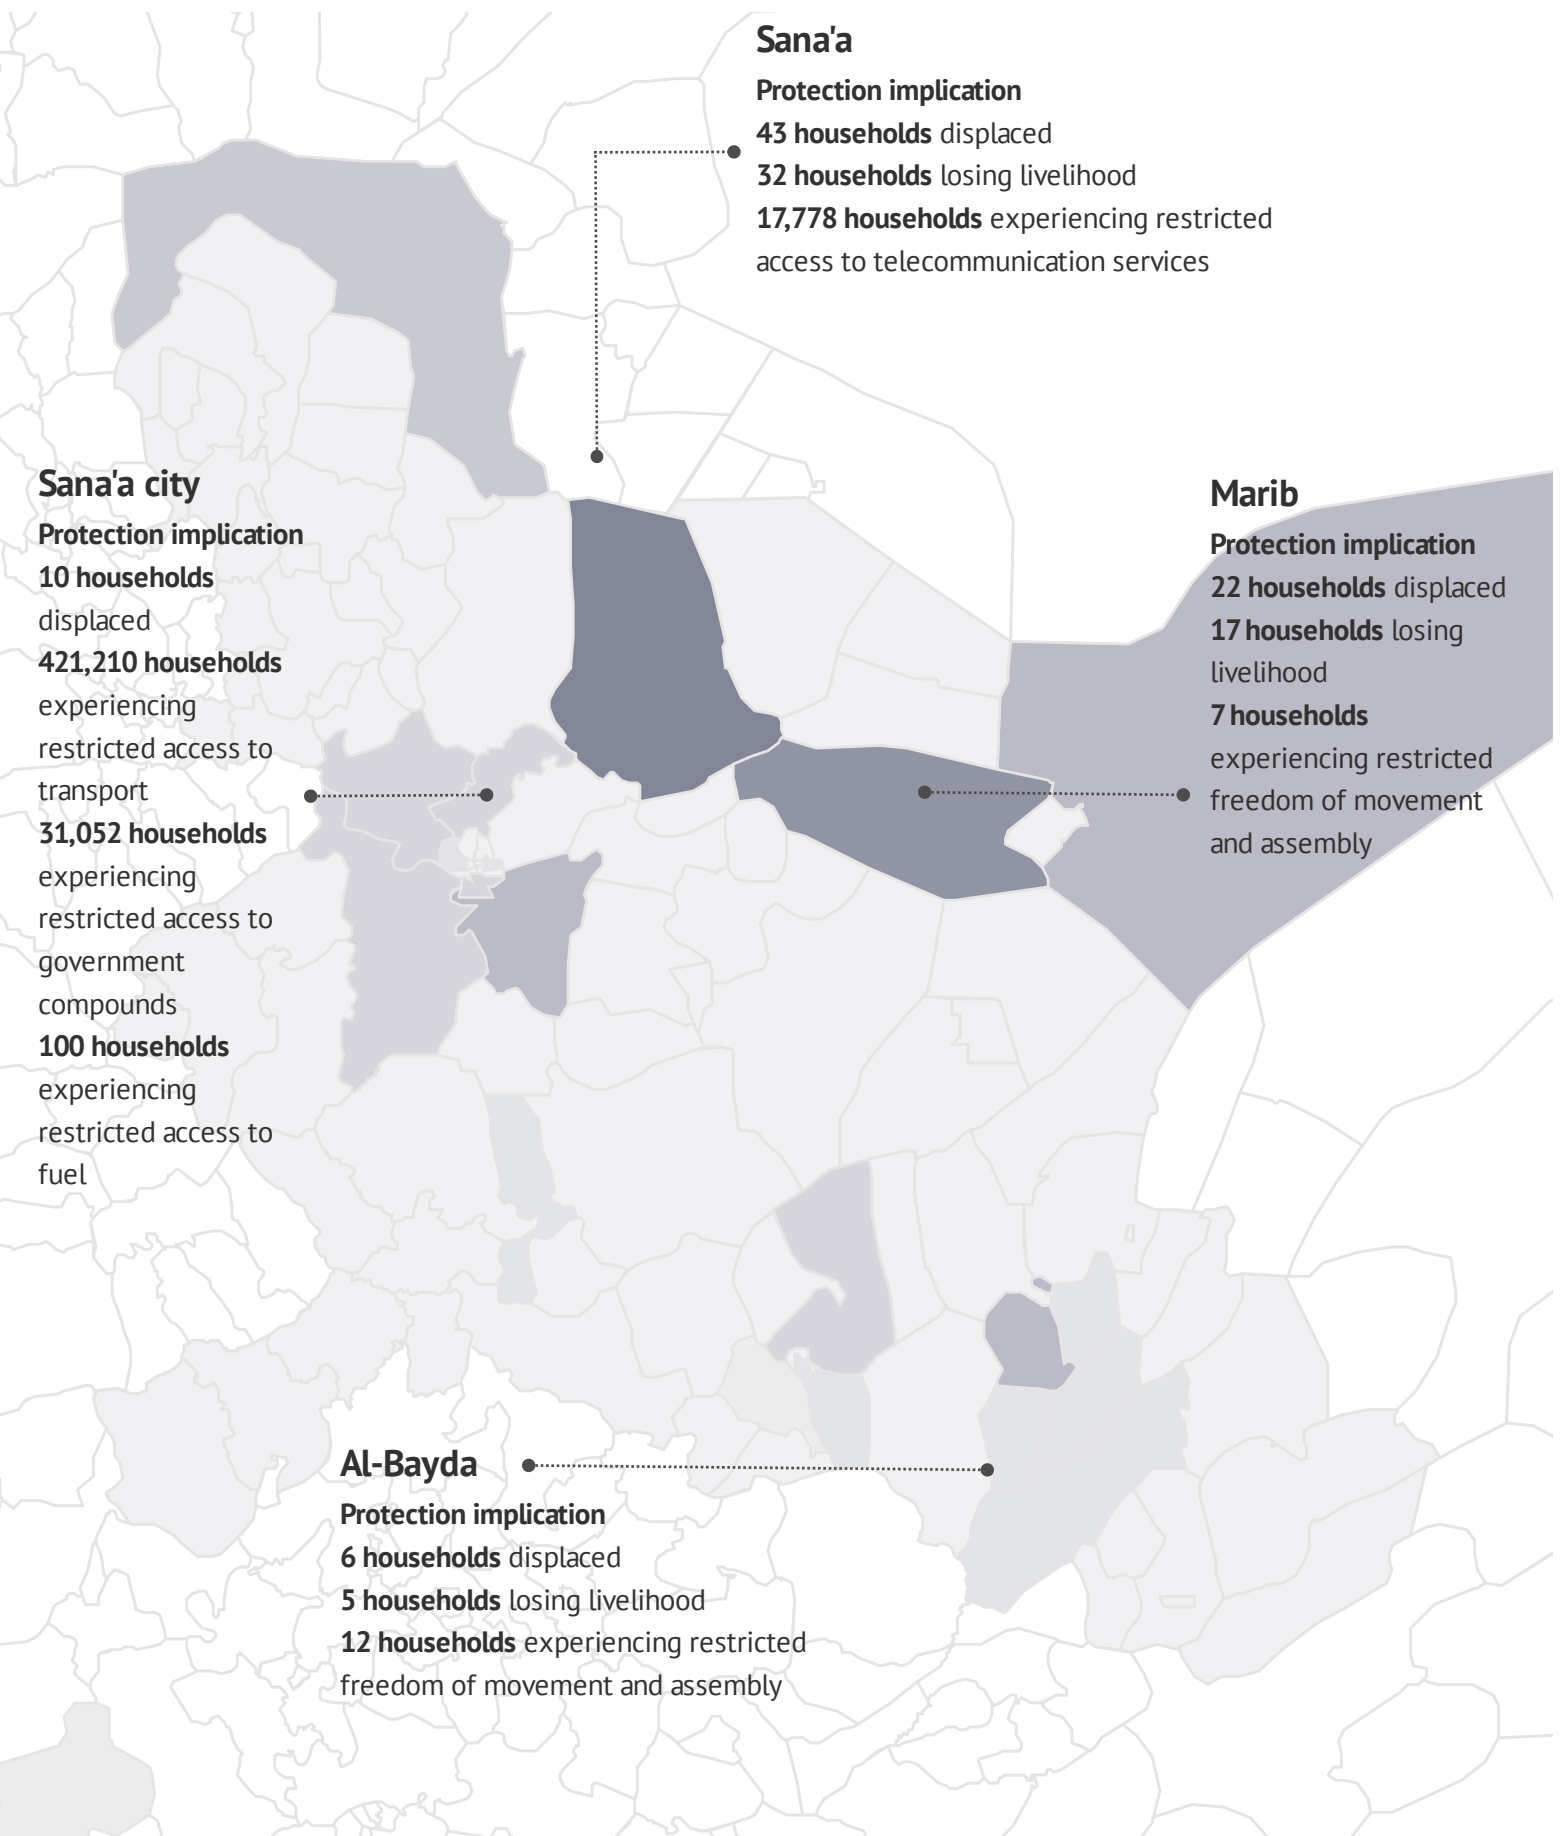 Sana'a
Protection implication
43 households displaced
32 households losing livelihood
17,778 households experiencing restricted
access to telecommunication services
Sana'a city
Protection implication
10 households
displaced
421,210 households
experiencing
restricted access to
transport
31,052 households
experiencing
restricted access to
government
compounds
100 households
experiencing
restricted access to
fuel
Marib
Protection implication
22 households displaced
17 households losing
livelihood
7 households
experiencing restricted
freedom of movement
and assembly
Al-Bayda
Protection implication
6 households displaced
5 households losing livelihood
12 households experiencing restricted
freedom of movement and assembly